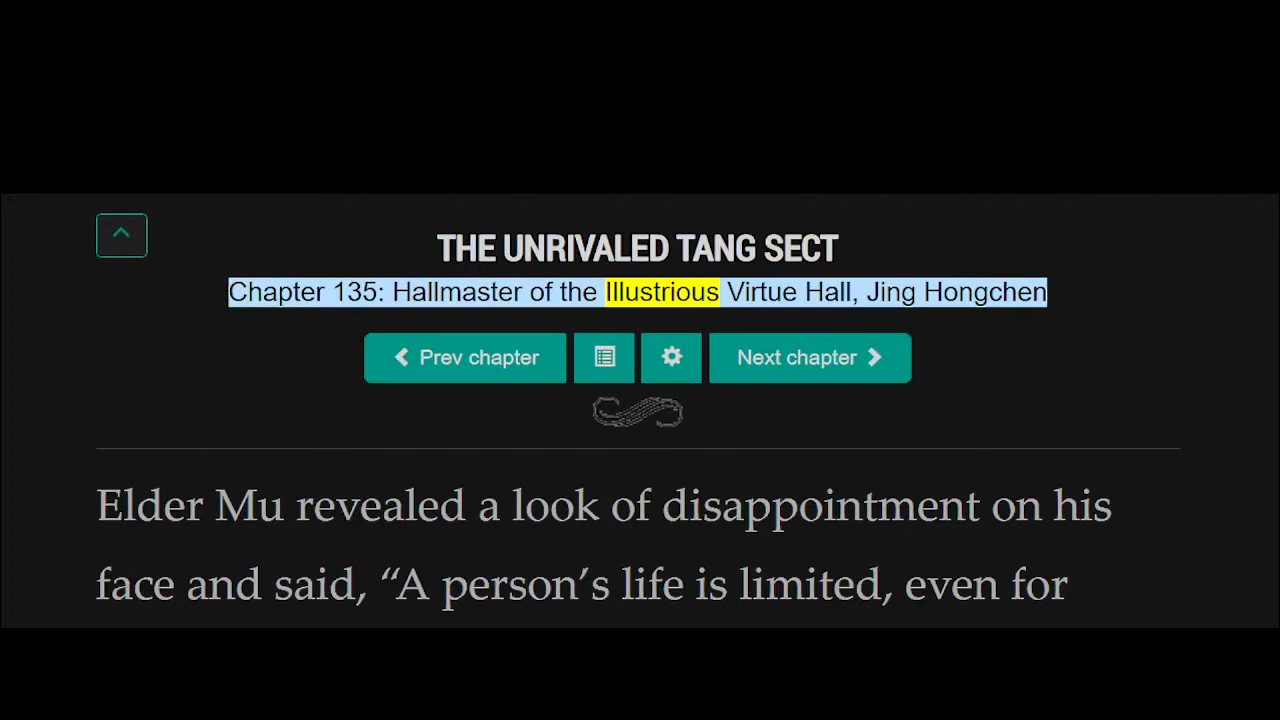 THE UNRIVALED TANG SECT
Chapter 135: Hallmaster of the Illustrious Virtue Hall, Jing Hongchen
Prev chapter
Next chapter
Elder Mu revealed a look of disappointment on his
face and said, “A person’s life is limited, even for